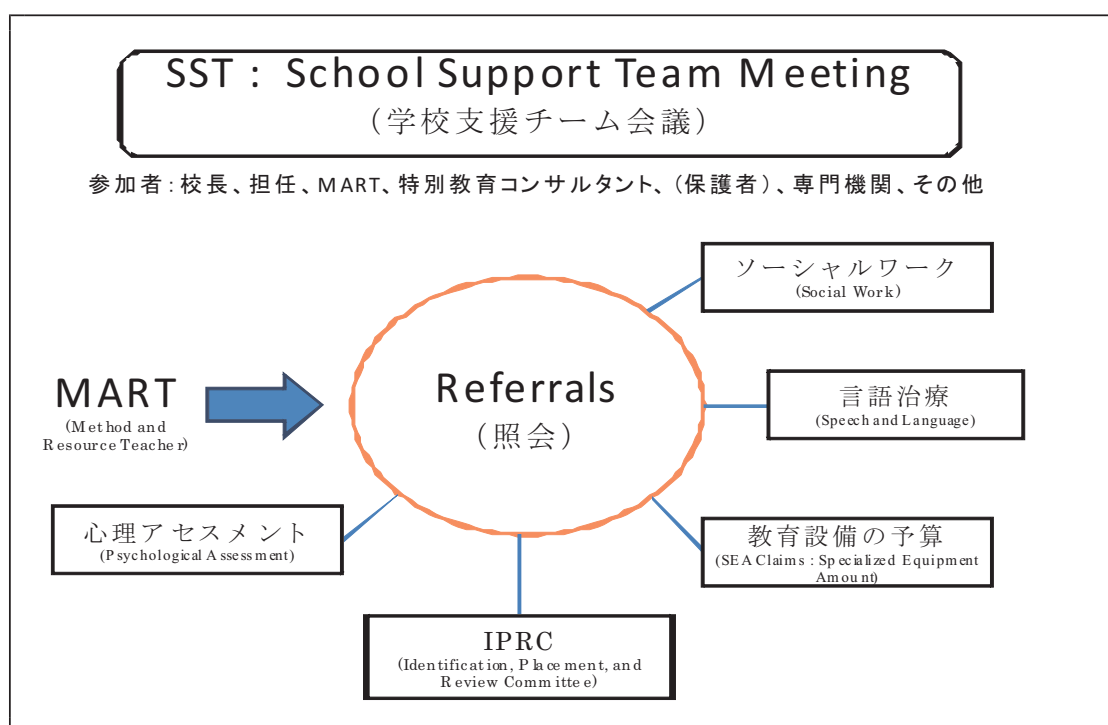 SST : School Support Team Meeting
（学校支援チーム会議）
参加者：校長、担任、MART、特別教育コンサルタント、（保護者）、専門機関、その他
ソーシャルワーク
(Social Work)
MART
(Method and
Resource Teacher)
Referrals
（照会）
言語治療
(Speech and Language)
心理アセスメント
(Psychological Assessment)
教育設備の予算
(SEA Claims : Specialized Equipment
Amount)
IPRC
(Identification, Placement, and
Review Committee)